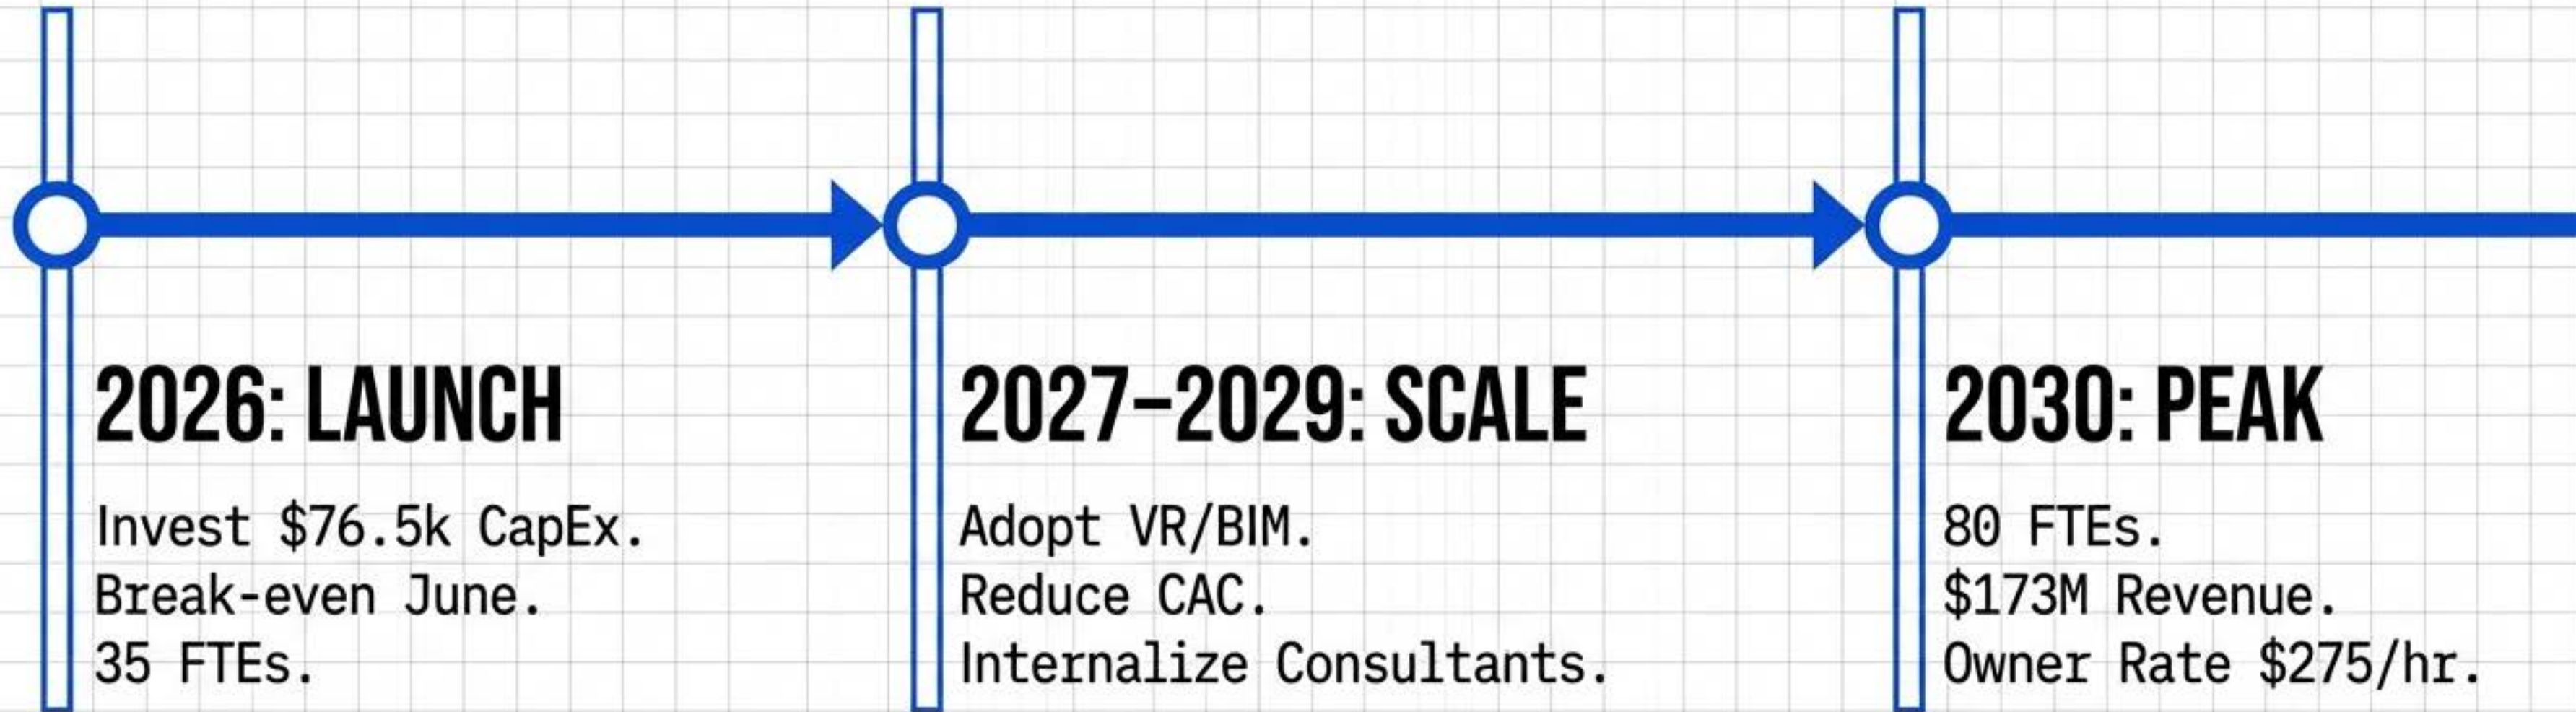 2026: LAUNCH
Invest $76.5k CapEx.
Break-even June.
35 FTEs.
2027–2029: SCALE
Adopt VR/BIM.
Reduce CAC.
Internalize Consultants.
2030: PEAK
80 FTEs.
$173M Revenue.
Owner Rate $275/hr.